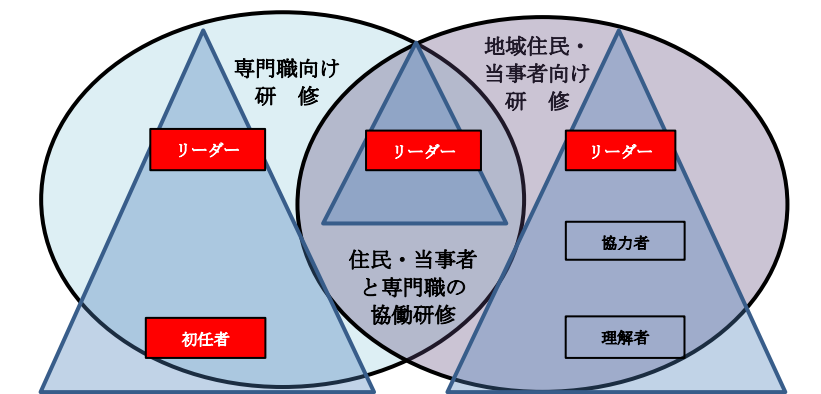 専門職向け
研　修
リーダー
初任者
リーダー
住民・当事者
と専門職の
協働研修
地域住民・
当事者向け
研　修
リーダー
協力者
理解者